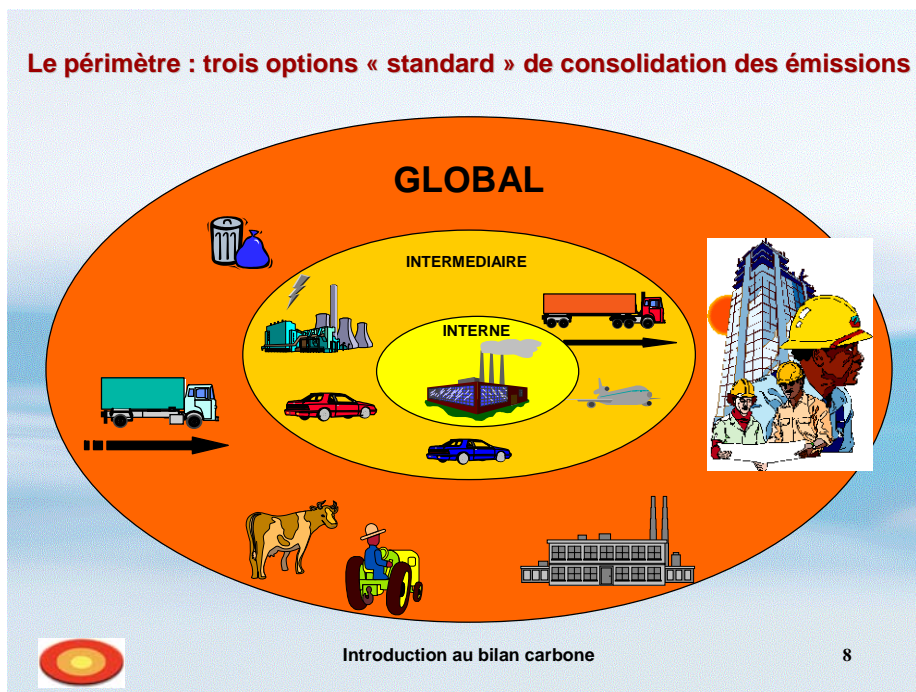 Le périmètre : trois options « standard » de consolidation des émissions
GLOBAL
INTERMEDIAIRE
INTERNE
Introduction au bilan carbone
8